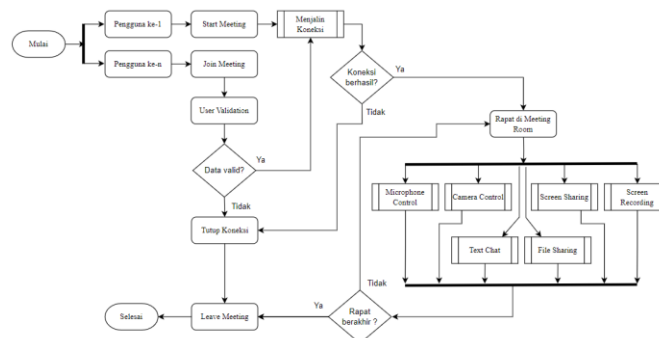 Mulai
Pengguna ke-1
Start Meeting
Menjalin
Koneksi
Pengguna ke-n
Join Meeting
Koneksi
berhasil?
Ya
Tidak
User Validation
Rapat di Meeting
Room
Data valid?
Ya
Tidak
Microphone
Control
Camera Control
Screen Sharing
Screen
Recording
Tutup Koneksi
Text Chat
File Sharing
Tidak
Selesai
Leave Meeting
Ya
Rapat
berakhir ?